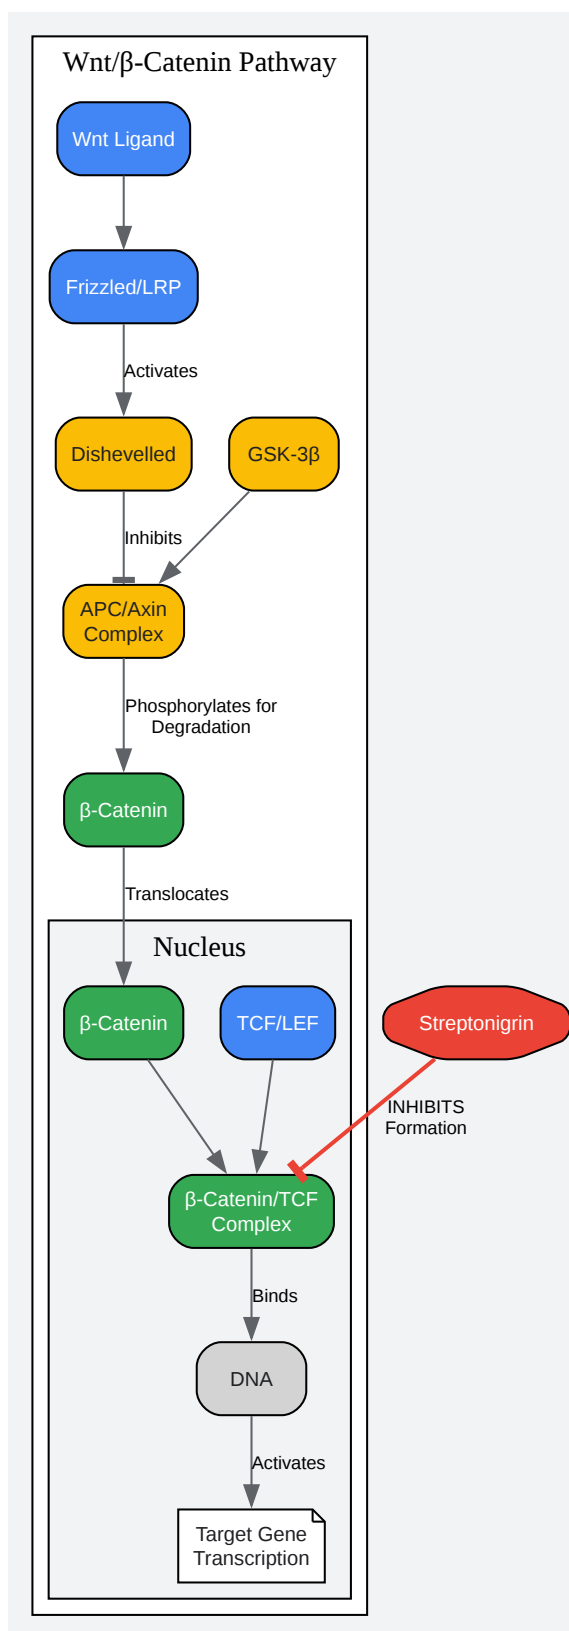 Wnt/β-Catenin Pathway
Wnt Ligand
Frizzled/LRP
Activates
Dishevelled
GSK-3β
Inhibits
APC/Axin
Complex
Phosphorylates for
Degradation
β-Catenin
Translocates
Nucleus
β-Catenin
TCF/LEF
Streptonigrin
INHIBITS
Formation
β-Catenin/TCF
Complex
Binds
DNA
Activates
Target Gene
Transcription